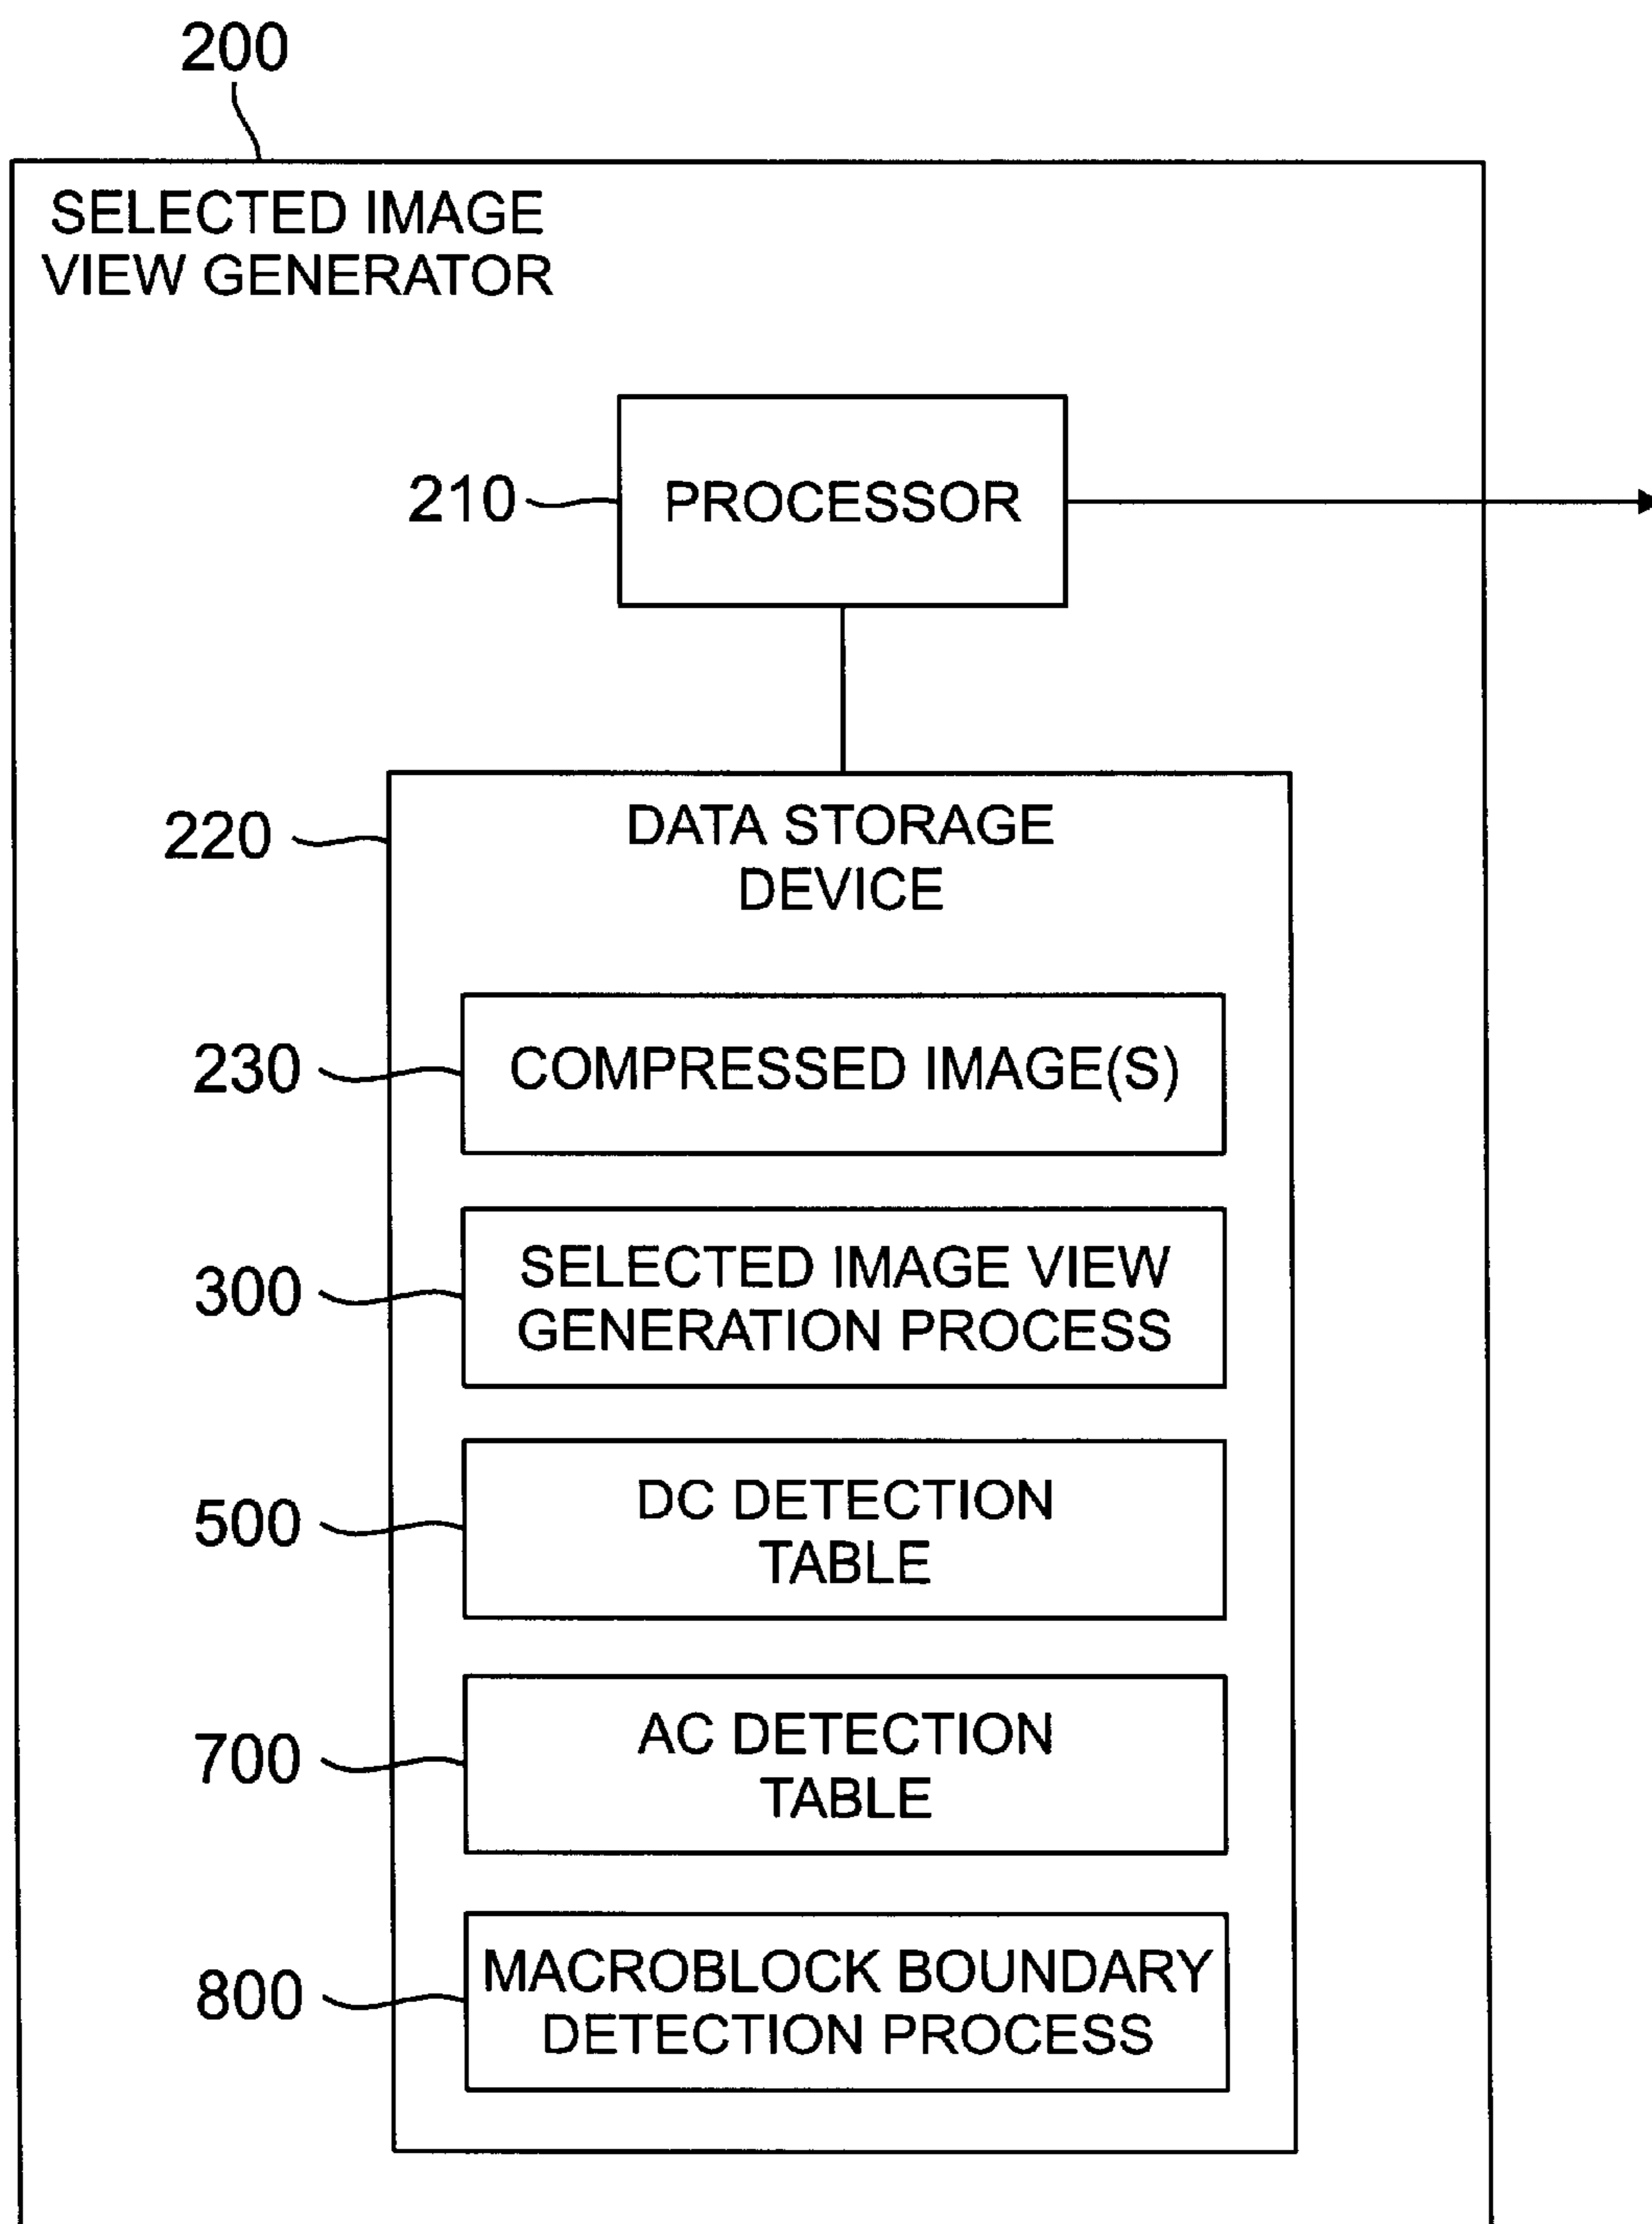 200
SELECTED IMAGE
VIEW GENERATOR
210
PROCESSOR
220
DATA STORAGE
DEVICE
230
COMPRESSED IMAGE(S)
300
SELECTED IMAGE VIEW
GENERATION PROCESS
500
DC DETECTION
TABLE
700
AC DETECTION
TABLE
800
MACROBLOCK BOUNDARY
DETECTION PROCESS